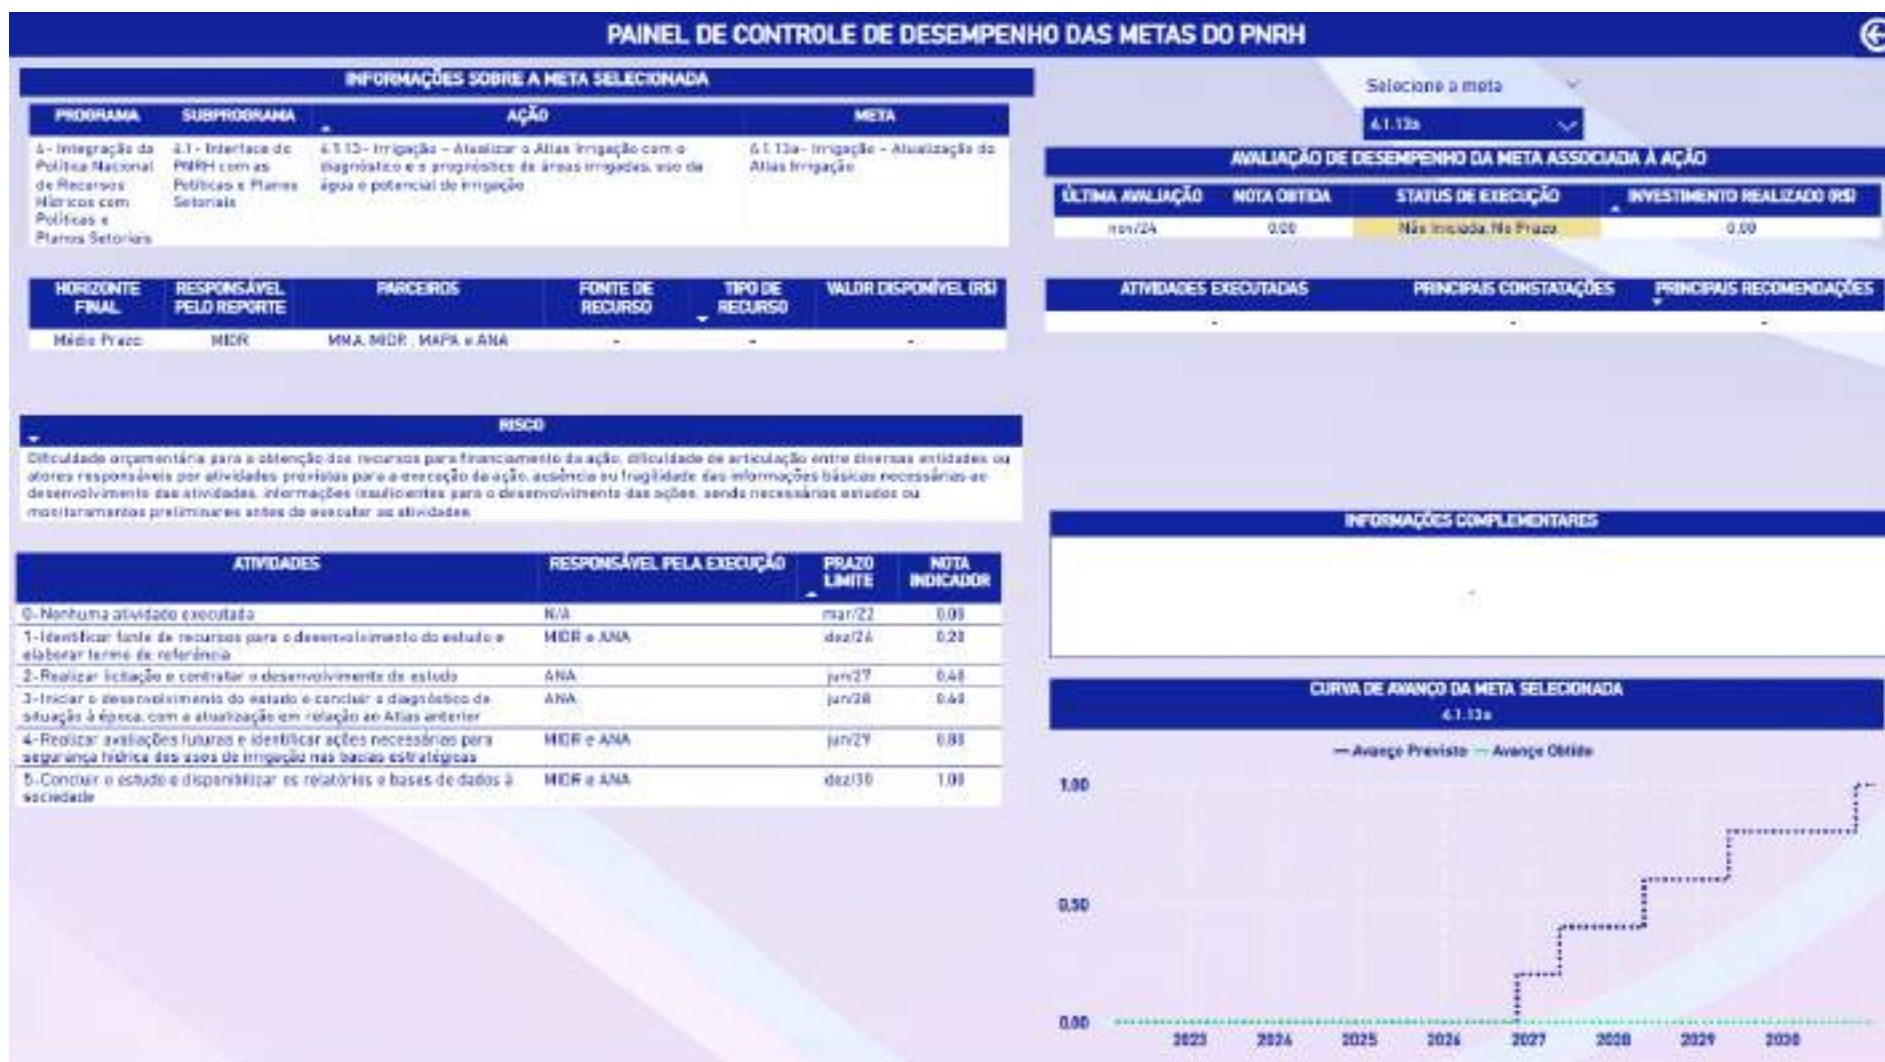 PAINEL DE CONTROLE DE DESEMPENHO DAS METAS DO PNRH
INFORMAÇÕES SOBRE A META SELECIONADA
PROGRAMA SUBPROGRAMA AÇÃO META
4- Integração da Política Nacional de Recursos Hídricos com Políticas e Planos Setoriais
4.1- Interface do PNRH com as Políticas e Planos Setoriais
4.1.13- Irrigação – Atualizar o Atlas Irrigação com o diagnóstico e o prognóstico de áreas irrigadas, uso da água e potencial de irrigação
4.1.13a- Irrigação – Atualização do Atlas Irrigação
HORIZONTE FINAL RESPONSÁVEL PELO REPORTE PARCEIROS FONTE DE RECURSO TIPO DE RECURSO VALOR DISPONÍVEL (R$)
Médio Prazo MIDR MMA, MIDR , MAPA e ANA - - -
RISCO
Dificuldade orçamentária para a obtenção dos recursos para financiamento da ação, dificuldade de articulação entre diversas entidades ou
atores responsáveis por atividades previstas para a execução da ação, ausência ou fragilidade das informações básicas necessárias ao
desenvolvimento das atividades, informações insuficientes para o desenvolvimento das ações, sendo necessários estudos ou
monitoramentos preliminares antes de executar as atividades
ATIVIDADES RESPONSÁVEL PELA EXECUÇÃO PRAZO LIMITE NOTA INDICADOR
0-Nenhuma atividade executada N/A mar/22 0.00
1-Identificar fonte de recursos para o desenvolvimento do estudo e elaborar termo de referência MIDR e ANA dez/26 0.20
2-Realizar licitação e contratar o desenvolvimento do estudo ANA jun/27 0.40
3-Iniciar o desenvolvimento do estudo e concluir o diagnóstico de situação à época, com a atualização em relação ao Atlas anterior ANA jun/28 0.60
4-Realizar avaliações futuras e identificar ações necessárias para segurança hídrica dos usos de irrigação nas bacias estratégicas MIDR e ANA jun/29 0.80
5-Concluir o estudo e disponibilizar os relatórios e bases de dados à sociedade MIDR e ANA dez/30 1.00
Selecione a meta
4.1.13a
AVALIAÇÃO DE DESEMPENHO DA META ASSOCIADA À AÇÃO
ÚLTIMA AVALIAÇÃO NOTA OBTIDA STATUS DE EXECUÇÃO INVESTIMENTO REALIZADO (R$)
nov/24 0.00 Não Iniciada, No Prazo 0.00
ATIVIDADES EXECUTADAS PRINCIPAIS CONSTATAÇÕES PRINCIPAIS RECOMENDAÇÕES
- - -
INFORMAÇÕES COMPLEMENTARES
-
CURVA DE AVANÇO DA META SELECIONADA
4.1.13a
Avanço Previsto Avanço Obtido
1.00
0.50
0.00
2023 2024 2025 2026 2027 2028 2029 2030